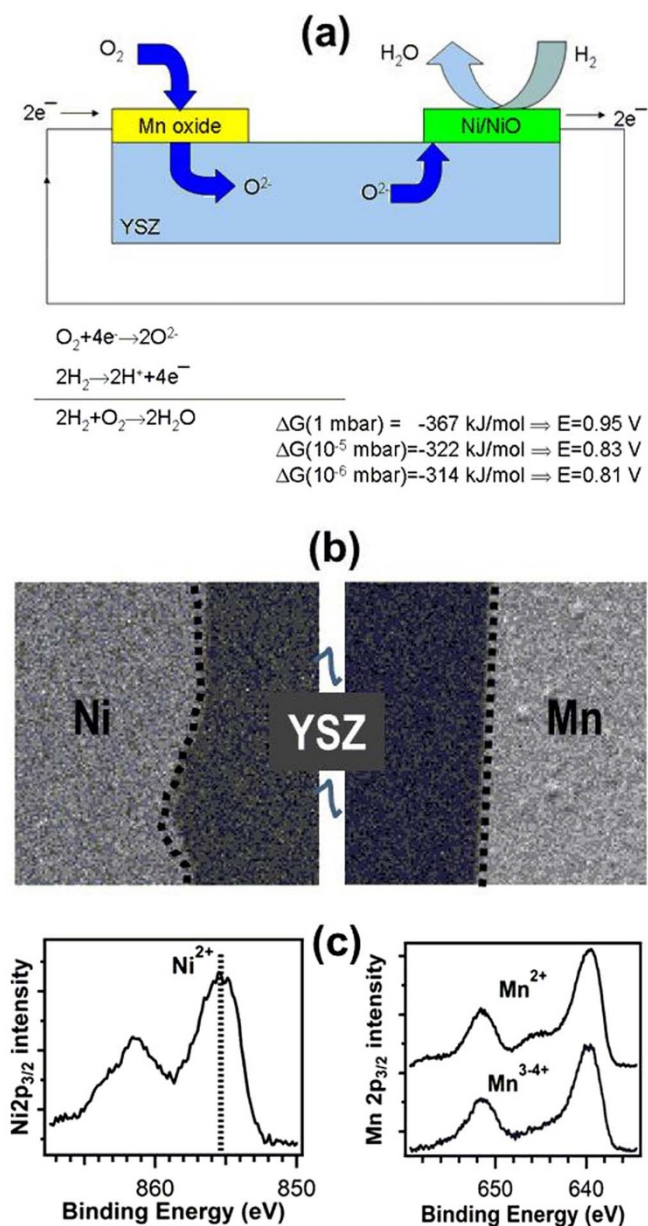 (a)
O₂
H₂O
H₂
2e⁻
Mn oxide
Ni/NiO
2e⁻
O²⁻
O²⁻
YSZ
O₂+4e⁻→2O²⁻
2H₂→2H⁺+4e⁻
2H₂+O₂→2H₂O
ΔG(1 mbar) = -367 kJ/mol ⇒ E=0.95 V
ΔG(10⁻⁵ mbar)=-322 kJ/mol ⇒ E=0.83 V
ΔG(10⁻⁶ mbar)=-314 kJ/mol ⇒ E=0.81 V
(b)
Ni
YSZ
Mn
(c)
Ni²⁺
Ni2p₃/₂ intensity
860
850
Binding Energy (eV)
Mn²⁺
Mn³⁻⁴⁺
Mn 2p₃/₂ intensity
650
640
Binding Energy (eV)